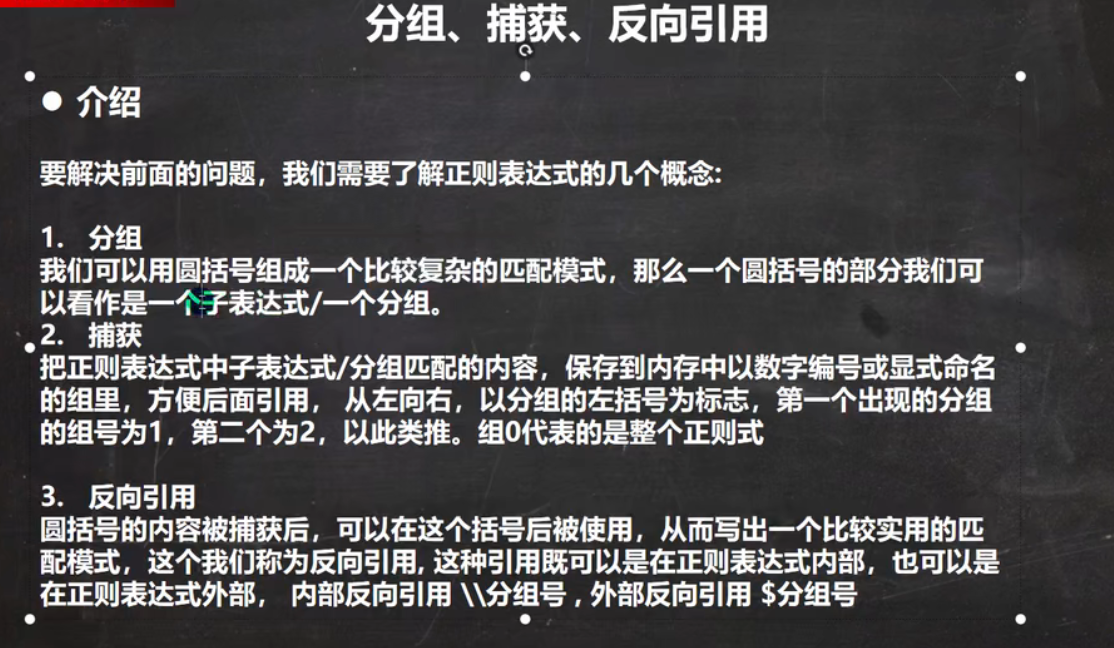 分组、捕获、反向引用
● 介绍
要解决前面的问题，我们需要了解正则表达式的几个概念:
1. 分组
我们可以用圆括号组成一个比较复杂的匹配模式，那么一个圆括号的部分我们可
以看作是一个子表达式/一个分组。
2. 捕获
把正则表达式中子表达式/分组匹配的内容，保存到内存中以数字编号或显式命名
的组里，方便后面引用， 从左向右，以分组的左括号为标志，第一个出现的分组
的组号为1，第二个为2，以此类推。组0代表的是整个正则式
3. 反向引用
圆括号的内容被捕获后，可以在这个括号后被使用，从而写出一个比较实用的匹
配模式，这个我们称为反向引用, 这种引用既可以是在正则表达式内部，也可以是
在正则表达式外部， 内部反向引用 \\分组号 , 外部反向引用 $分组号